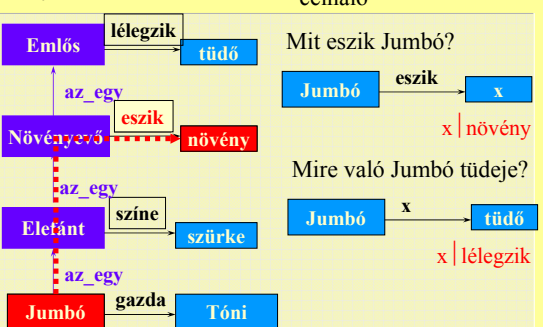 célháló
lélegzik
Emlős
tüdő
az_egy
eszik
Növényevő
növény
az_egy
színe
Elefánt
szürke
az_egy
gazda
Jumbó
Tóni
Mit eszik Jumbó?
eszik
Jumbó
x
x|növény
Mire való Jumbó tüdeje?
x
Jumbó
tüdő
x|lélegzik